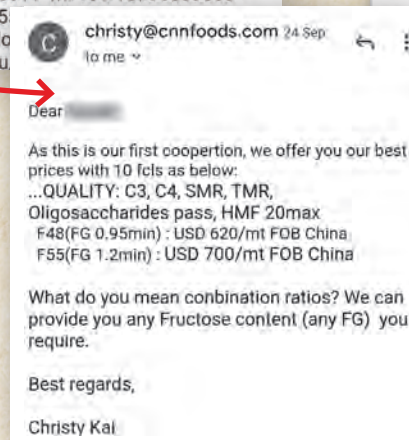 C
christy@cnnfoods.com 24 Sep
to me
Dear
As this is our first coopertion, we offer you our best
prices with 10 fcls as below:
...QUALITY: C3, C4, SMR, TMR,
Oligosaccharides pass, HMF 20max
F48(FG 0.95min) : USD 620/mt FOB China
F55(FG 1.2min) : USD 700/mt FOB China
What do you mean conbination ratios? We can
provide you any Fructose content (any FG) you
require.
Best regards,
Christy Kai